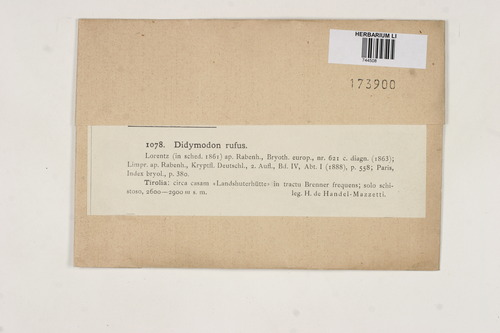 HERBARIUM LI
744508
173900
1078. Didymodon rufus.
Lorentz (in sched. 1861) ap. Rabenh., Bryoth. europ., nr. 621 c. diagn. (1863);
Limpr. ap. Rabenh., Kryptfl. Deutschl., 2. Aufl., Bd. IV, Abt. I (1888), p. 558; Paris,
Index bryol., p. 380.
Tirolia: circa casam «Landshuterhütte» in tractu Brenner frequens; solo schi-
stoso, 2600—2900 m s. m. leg. H. de Handel-Mazzetti.